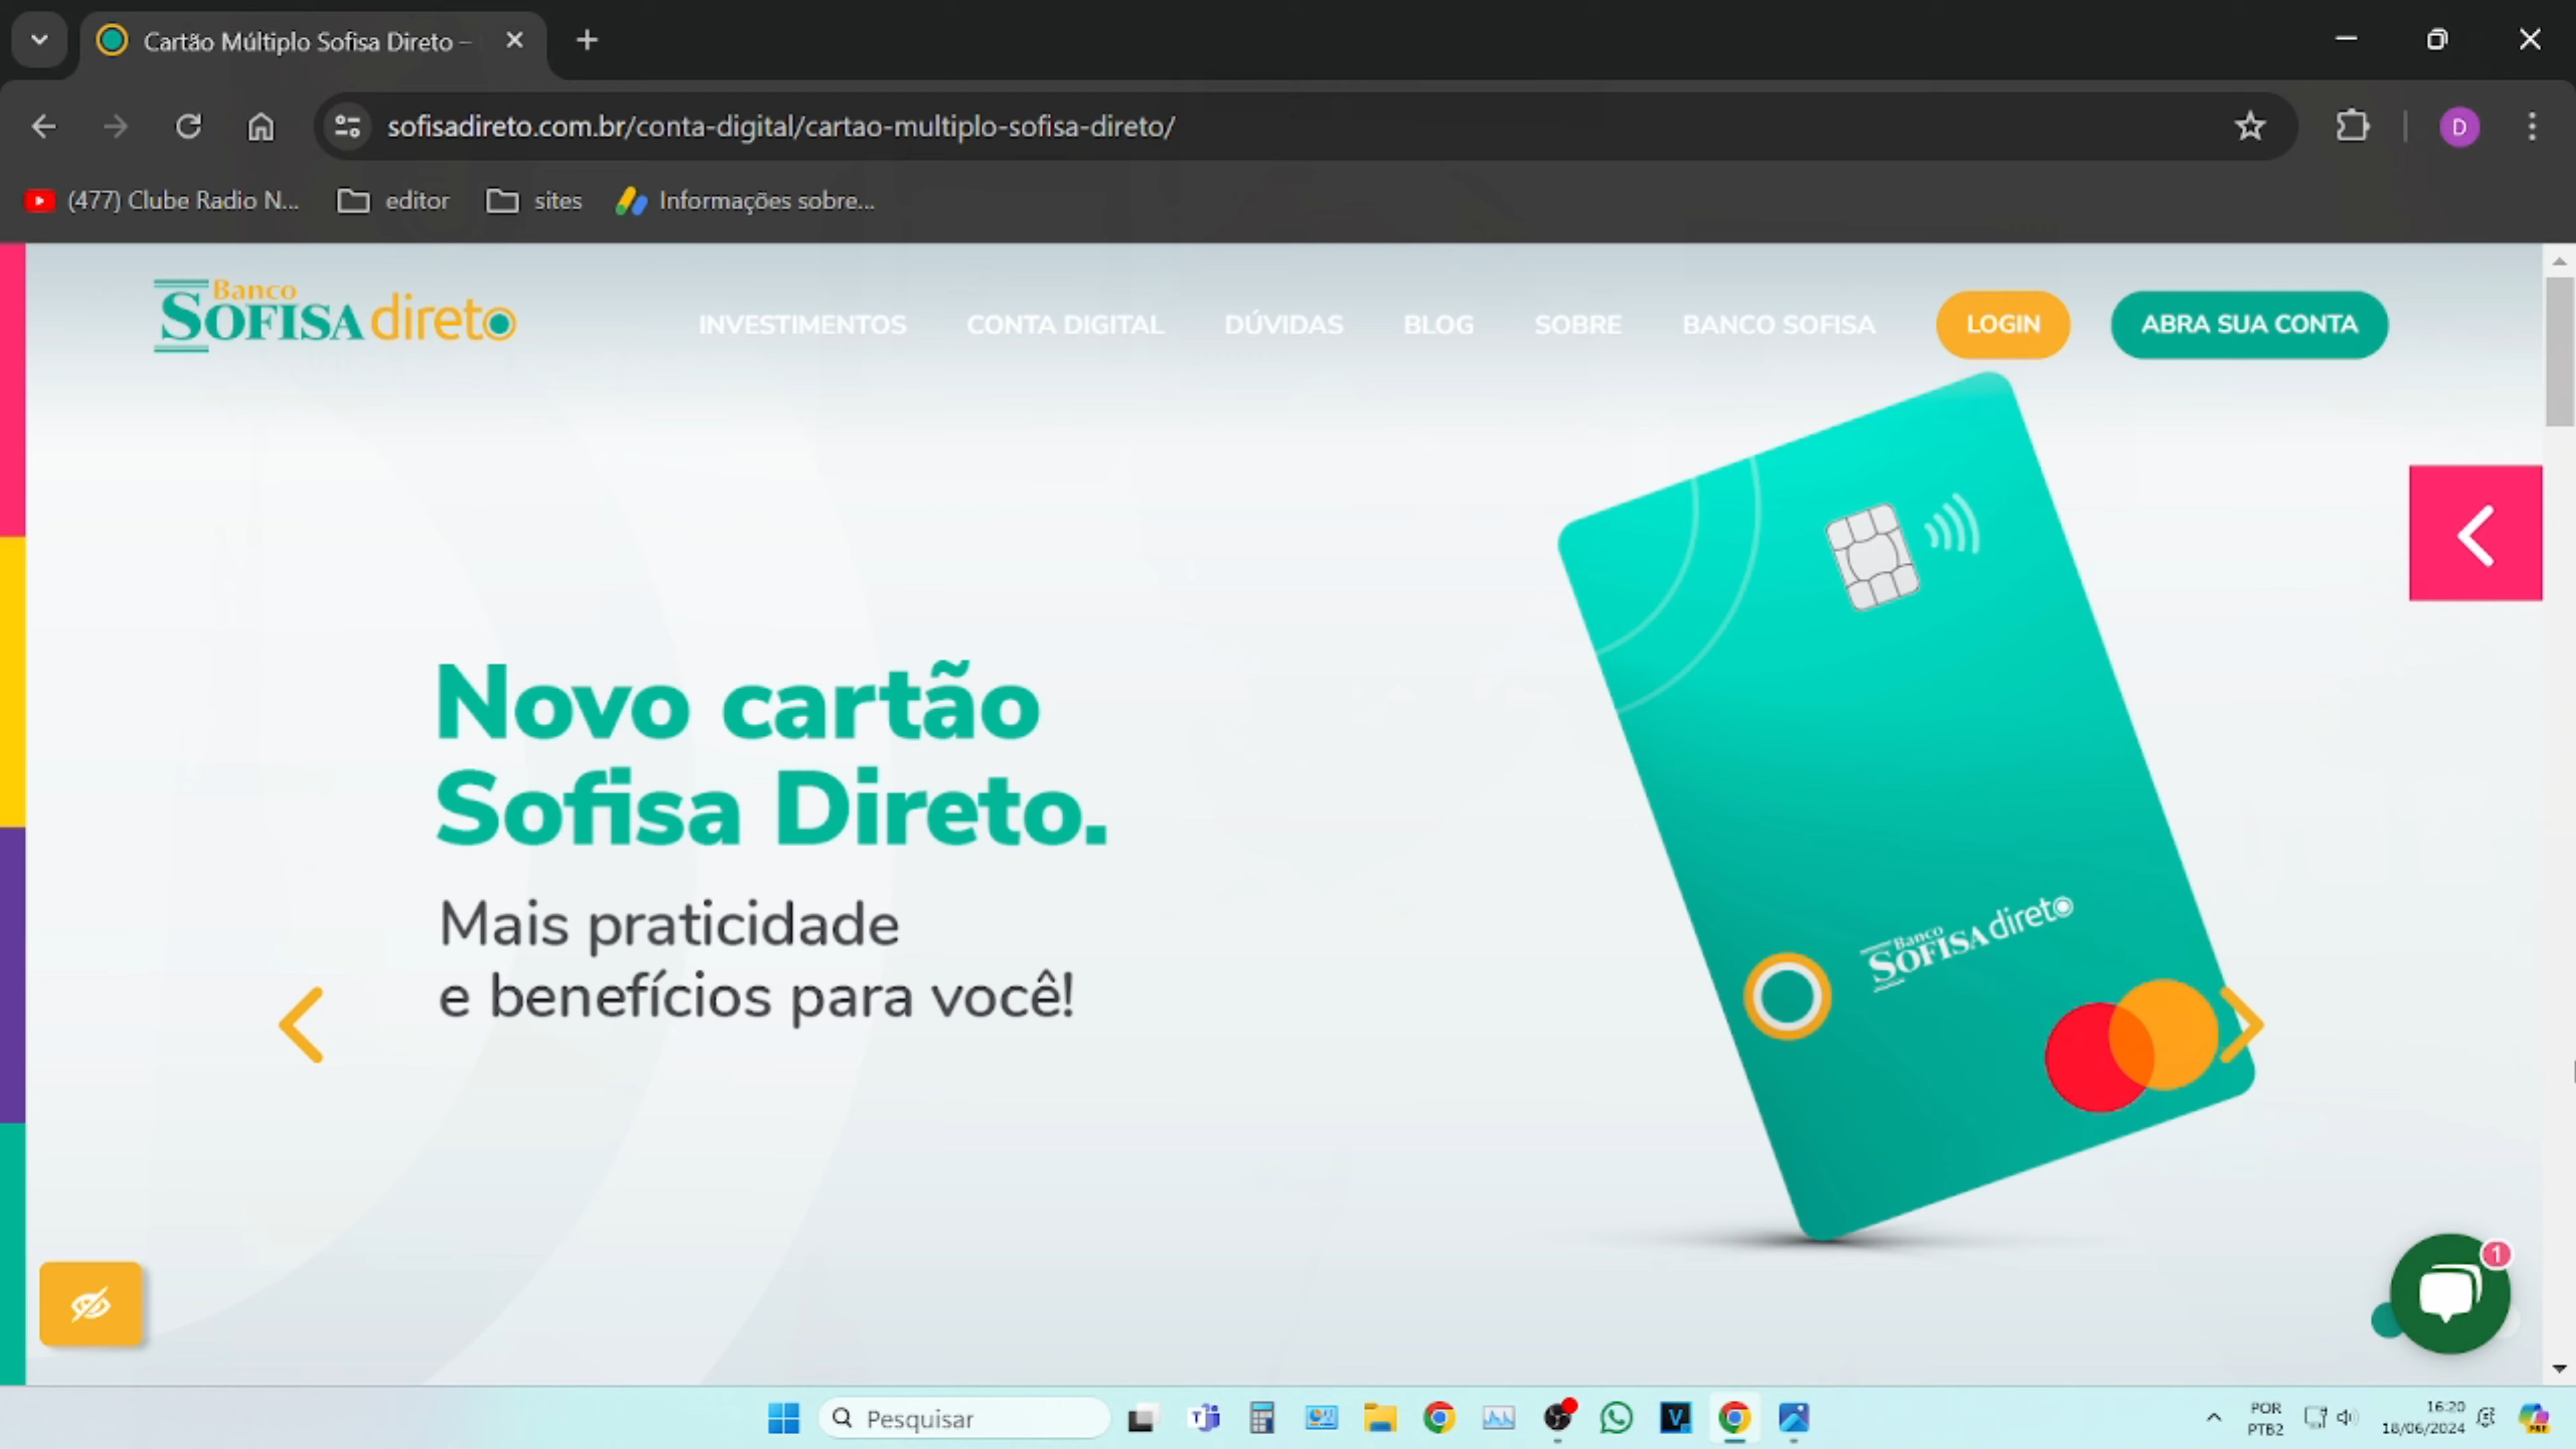 Cartão Múltiplo Sofisa Direto –
sofisadireto.com.br/conta-digital/cartao-multiplo-sofisa-direto/
(477) Clube Radio N...
editor
sites
Informações sobre...
Banco
SOFISA direto
INVESTIMENTOS
CONTA DIGITAL
DÚVIDAS
BLOG
SOBRE
BANCO SOFISA
LOGIN
ABRA SUA CONTA
Novo cartão
Sofisa Direto.
Mais praticidade
e benefícios para você!
Banco
SOFISA direto
1
Pesquisar
POR
PTB2
16:20
18/06/2024
D